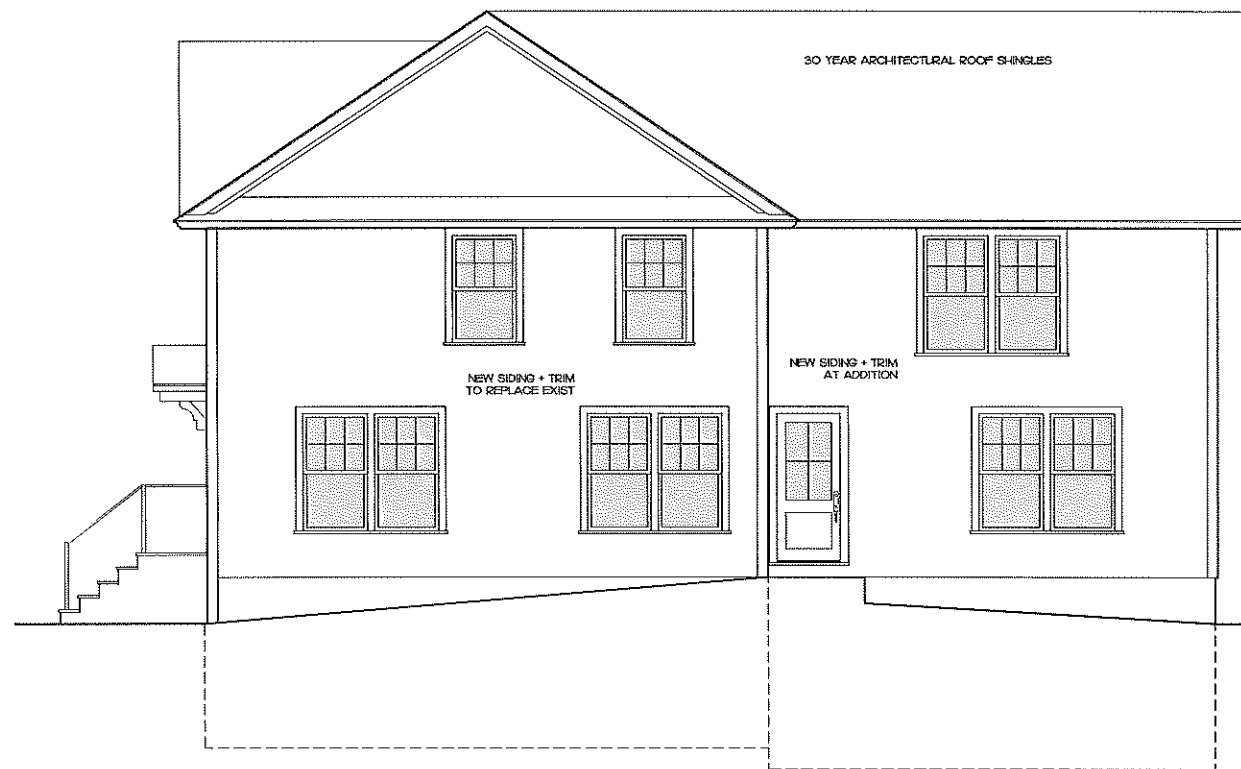 30 YEAR ARCHITECTURAL ROOF SHINGLES
NEW SIDING + TRIM
TO REPLACE EXIST
NEW SIDING + TRIM
AT ADDITION